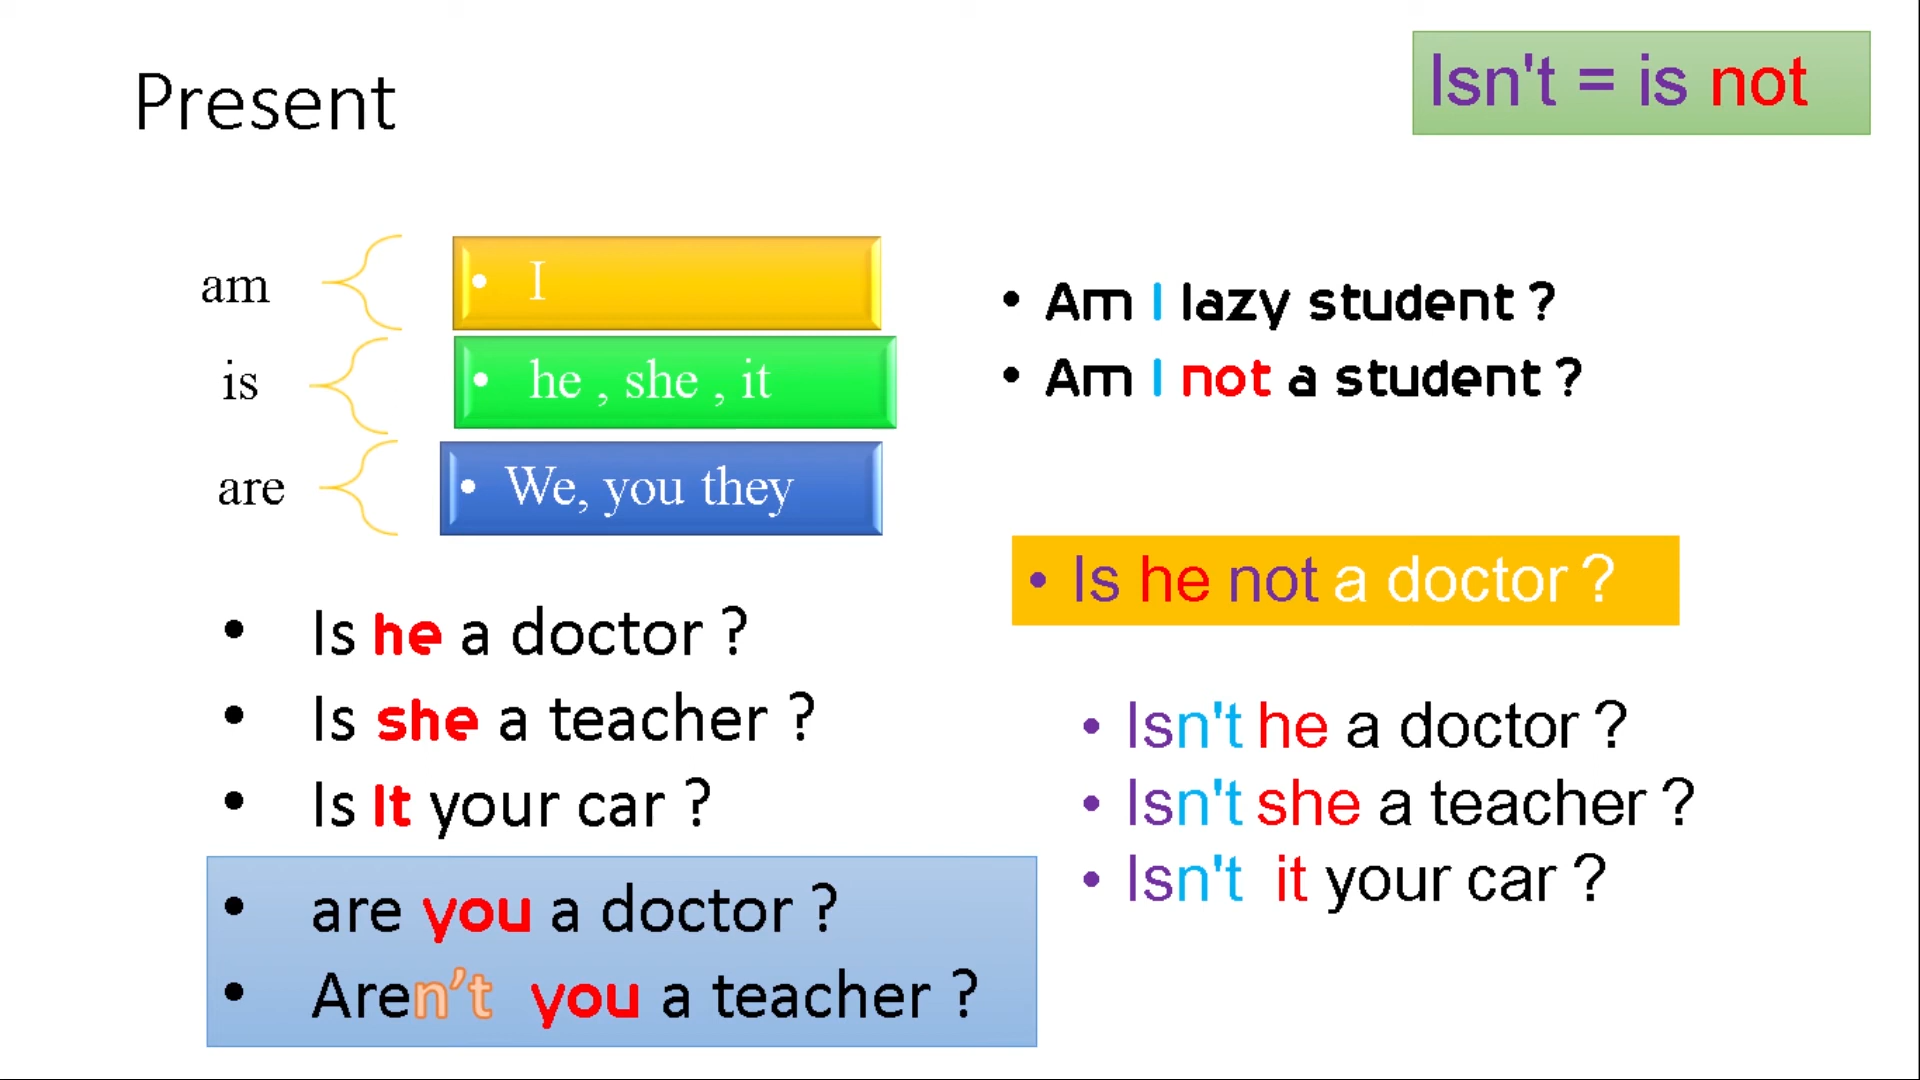 Present
Isn't = is not
am
• I
is
• he , she , it
are
• We, you they
• Am I lazy student ?
• Am I not a student ?
• Is he not a doctor ?
• Is he a doctor ?
• Is she a teacher ?
• Is It your car ?
• are you a doctor ?
• Aren’t you a teacher ?
• Isn't he a doctor ?
• Isn't she a teacher ?
• Isn't it your car ?